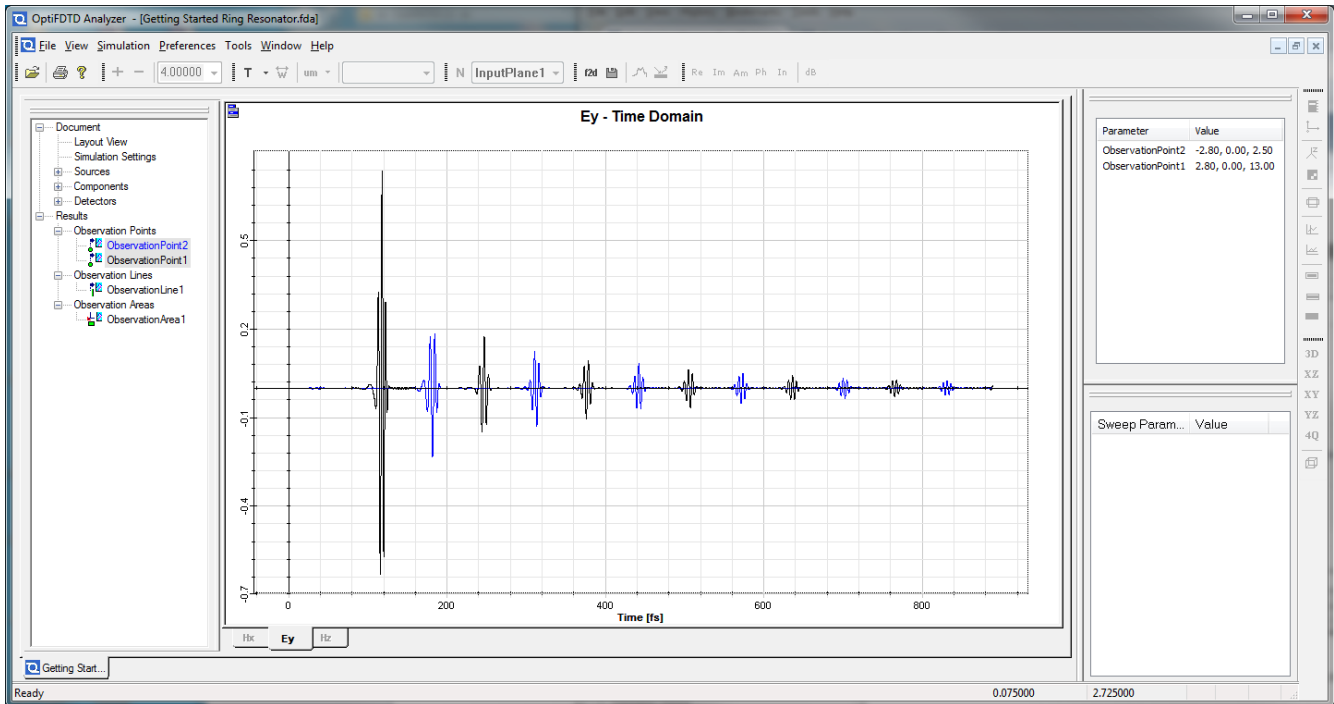 OptiFDTD Analyzer - [Getting Started Ring Resonator.fda]
File View Simulation Preferences Tools Window Help
4.00000 T W um N InputPlane1 f2d Re Im Am Ph In dB
Document
Layout View
Simulation Settings
Sources
Components
Detectors
Results
Observation Points
ObservationPoint2
ObservationPoint1
Observation Lines
ObservationLine1
Observation Areas
ObservationArea1
Getting Start...
Ey - Time Domain
0.5
0.2
-0.1
-0.4
-0.7
0 200 400 600 800
Time [fs]
Hx Ey Hz
Parameter Value
ObservationPoint2 -2.80, 0.00, 2.50
ObservationPoint1 2.80, 0.00, 13.00
Sweep Param... Value
3D
XZ
XY
YZ
4Q
Ready 0.075000 2.725000